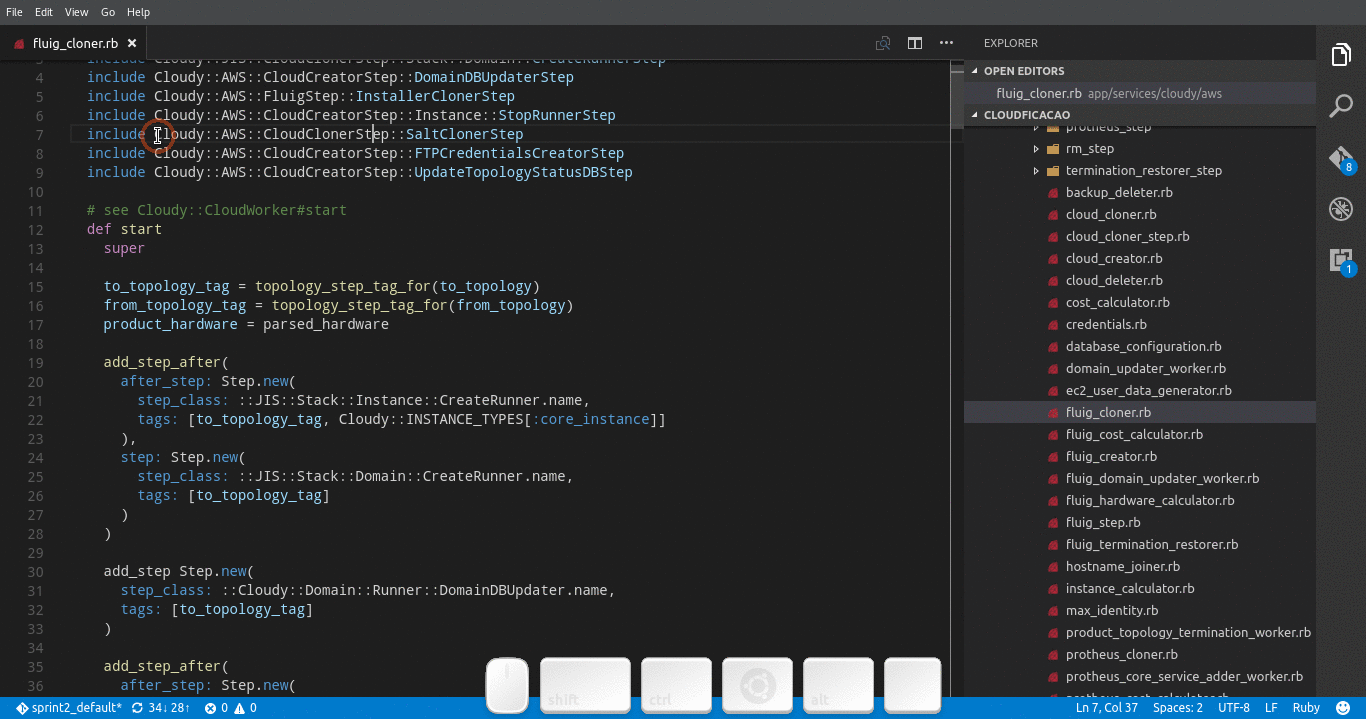 File Edit View Go Help
fluig_cloner.rb
3 include Cloudy::JIS::CloudClonerStep::Stack::Domain::CreateRunnerStep
4 include Cloudy::AWS::CloudCreatorStep::DomainDBUpdaterStep
5 include Cloudy::AWS::FluigStep::InstallerClonerStep
6 include Cloudy::AWS::CloudCreatorStep::Instance::StopRunnerStep
7 include Cloudy::AWS::CloudClonerStep::SaltClonerStep
8 include Cloudy::AWS::CloudCreatorStep::FTPCredentialsCreatorStep
9 include Cloudy::AWS::CloudCreatorStep::UpdateTopologyStatusDBStep
10
11 # see Cloudy::CloudWorker#start
12 def start
13 super
14
15 to_topology_tag = topology_step_tag_for(to_topology)
16 from_topology_tag = topology_step_tag_for(from_topology)
17 product_hardware = parsed_hardware
18
19 add_step_after(
20 after_step: Step.new(
21 step_class: ::JIS::Stack::Instance::CreateRunner.name,
22 tags: [to_topology_tag, Cloudy::INSTANCE_TYPES[:core_instance]]
23 ),
24 step: Step.new(
25 step_class: ::JIS::Stack::Domain::CreateRunner.name,
26 tags: [to_topology_tag]
27 )
28 )
29
30 add_step Step.new(
31 step_class: ::Cloudy::Domain::Runner::DomainDBUpdater.name,
32 tags: [to_topology_tag]
33 )
34
35 add_step_after(
36 after_step: Step.new(
EXPLORER
OPEN EDITORS
fluig_cloner.rb app/services/cloudy/aws
CLOUDFICACAO
protheus_step
rm_step
termination_restorer_step
backup_deleter.rb
cloud_cloner.rb
cloud_cloner_step.rb
cloud_creator.rb
cloud_deleter.rb
cost_calculator.rb
credentials.rb
database_configuration.rb
domain_updater_worker.rb
ec2_user_data_generator.rb
fluig_cloner.rb
fluig_cost_calculator.rb
fluig_creator.rb
fluig_domain_updater_worker.rb
fluig_hardware_calculator.rb
fluig_step.rb
fluig_termination_restorer.rb
hostname_joiner.rb
instance_calculator.rb
max_identity.rb
product_topology_termination_worker.rb
protheus_cloner.rb
protheus_core_service_adder_worker.rb
protheus_cost_calculator.rb
8
1
shift ctrl alt
sprint2_default* 34↓ 28↑ 0 0 Ln 7, Col 37 Spaces: 2 UTF-8 LF Ruby